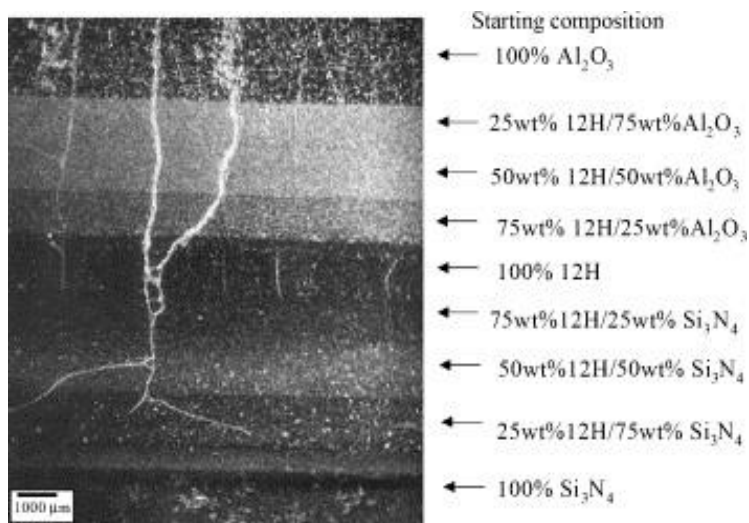 Starting composition
100% Al₂O₃
25wt% 12H/75wt%Al₂O₃
50wt% 12H/50wt%Al₂O₃
75wt% 12H/25wt%Al₂O₃
100% 12H
75wt%12H/25wt% Si₃N₄
50wt%12H/50wt% Si₃N₄
25wt%12H/75wt% Si₃N₄
100% Si₃N₄
1000 µm